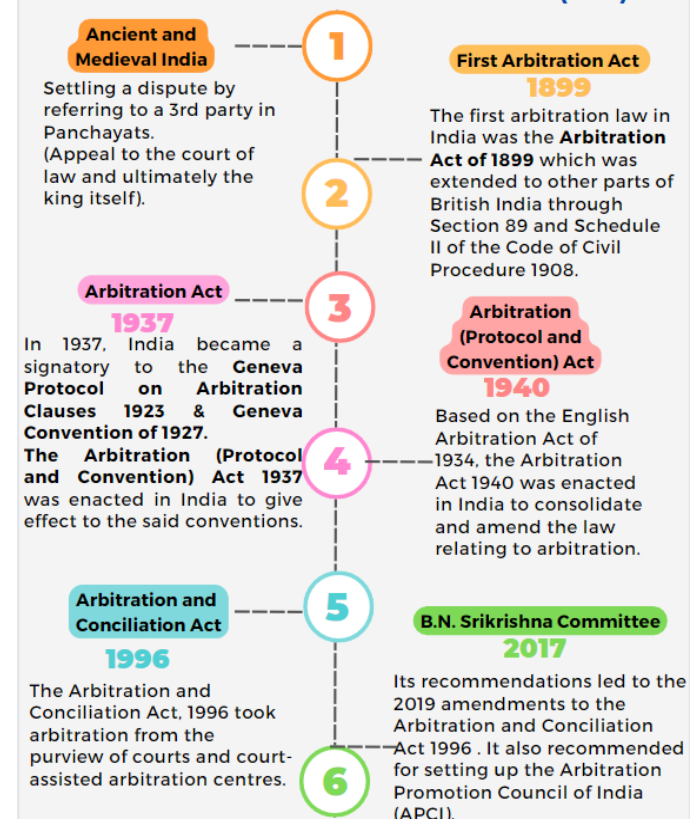 Ancient and
Medieval India
1
Settling a dispute by
referring to a 3rd party in
Panchayats.
(Appeal to the court of
law and ultimately the
king itself).
First Arbitration Act
1899
The first arbitration law in
India was the Arbitration
Act of 1899 which was
extended to other parts of
British India through
Section 89 and Schedule
II of the Code of Civil
Procedure 1908.
2
Arbitration Act
1937
3
In 1937, India became a
signatory to the Geneva
Protocol on Arbitration
Clauses 1923 & Geneva
Convention of 1927.
The Arbitration (Protocol
and Convention) Act 1937
was enacted in India to give
effect to the said conventions.
Arbitration
(Protocol and
Convention) Act
1940
4
Based on the English
Arbitration Act of
1934, the Arbitration
Act 1940 was enacted
in India to consolidate
and amend the law
relating to arbitration.
Arbitration and
Conciliation Act
1996
5
The Arbitration and
Conciliation Act, 1996 took
arbitration from the
purview of courts and court-
assisted arbitration centres.
B.N. Srikrishna Committee
2017
Its recommendations led to the
2019 amendments to the
Arbitration and Conciliation
Act 1996 . It also recommended
for setting up the Arbitration
Promotion Council of India
(APCI).
6